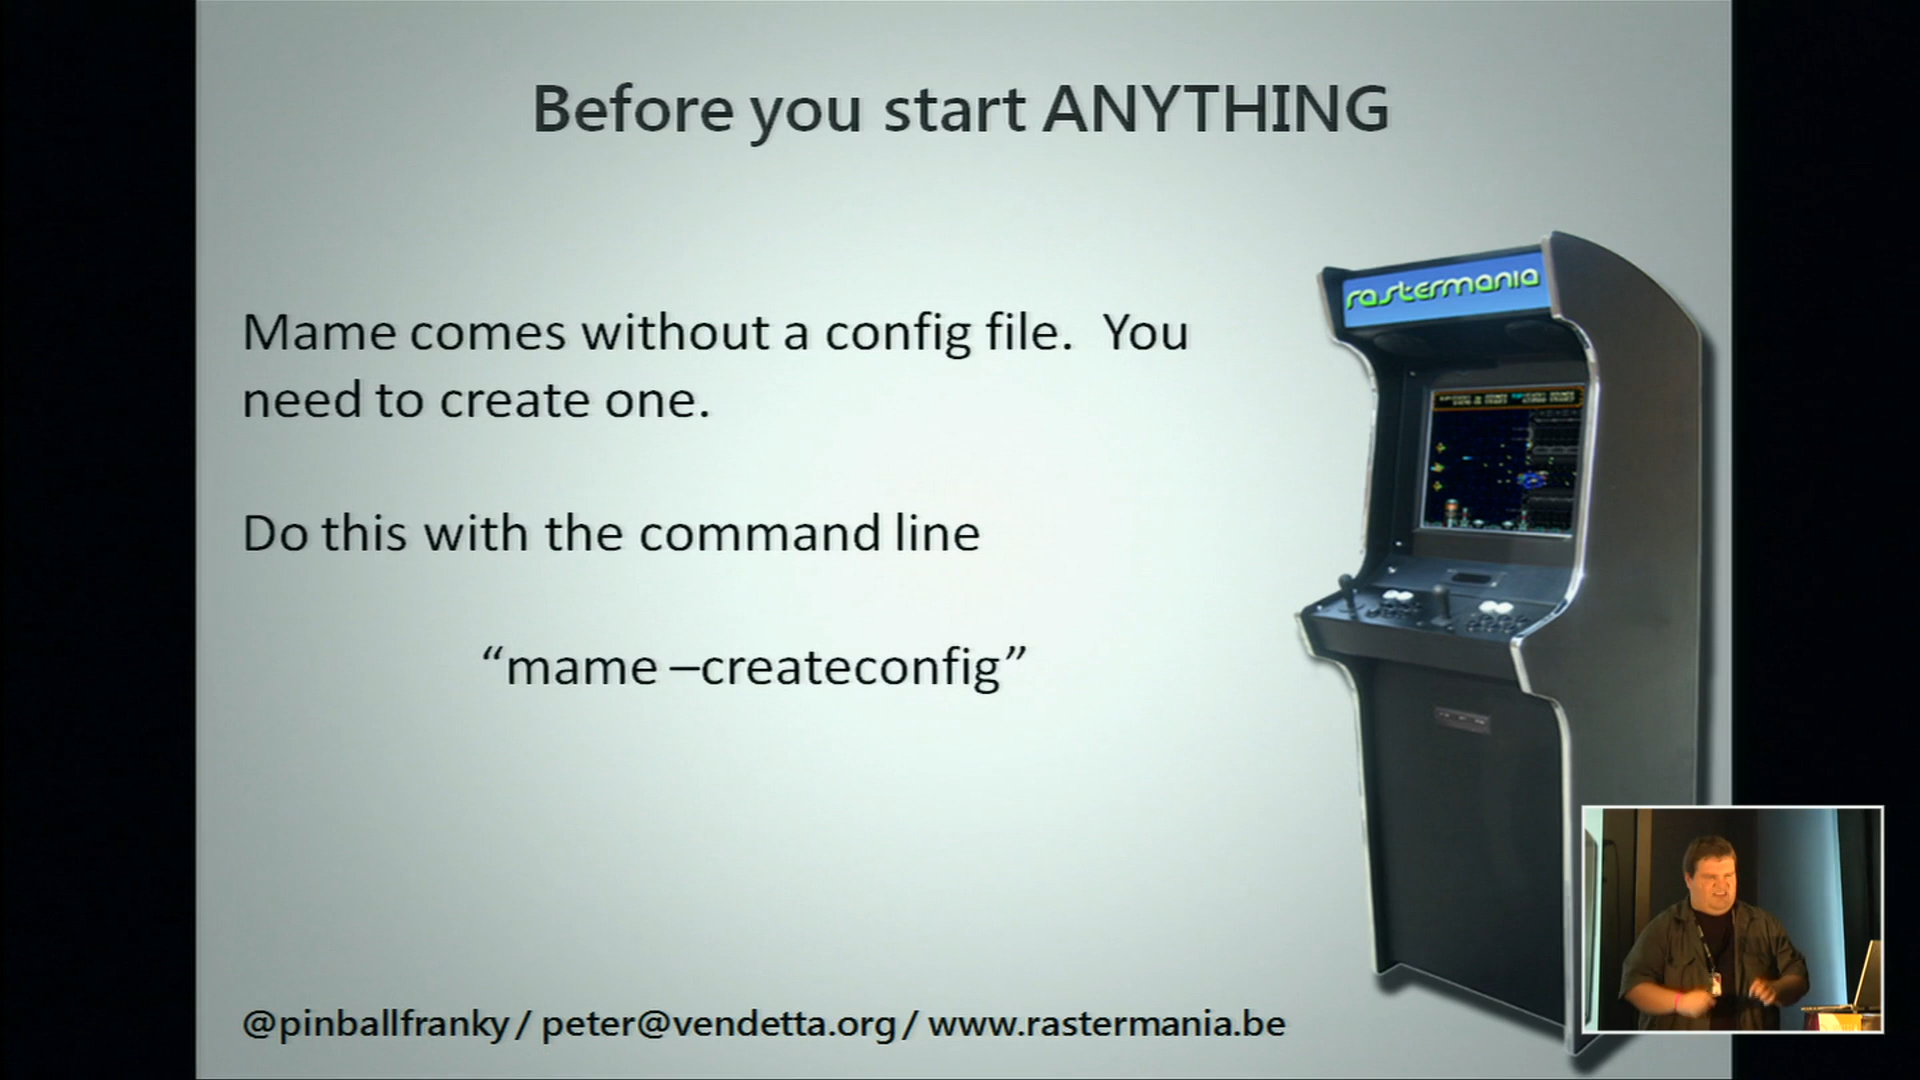 Before you start ANYTHING
rastermania
Mame comes without a config file.  You
need to create one.
Do this with the command line
“mame –createconfig”
@pinballfranky / peter@vendetta.org / www.rastermania.be